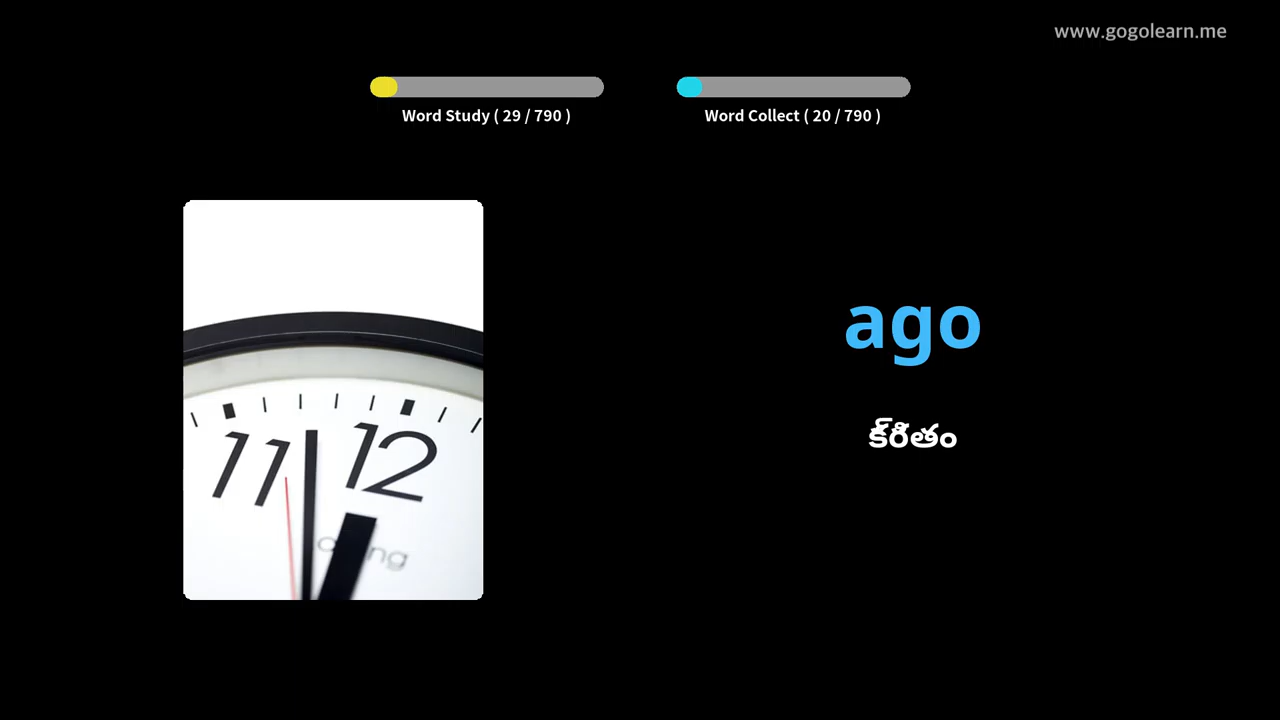 www.gogolearn.me
Word Study ( 29 / 790 )
Word Collect ( 20 / 790 )
11 12
ago
క్రితం